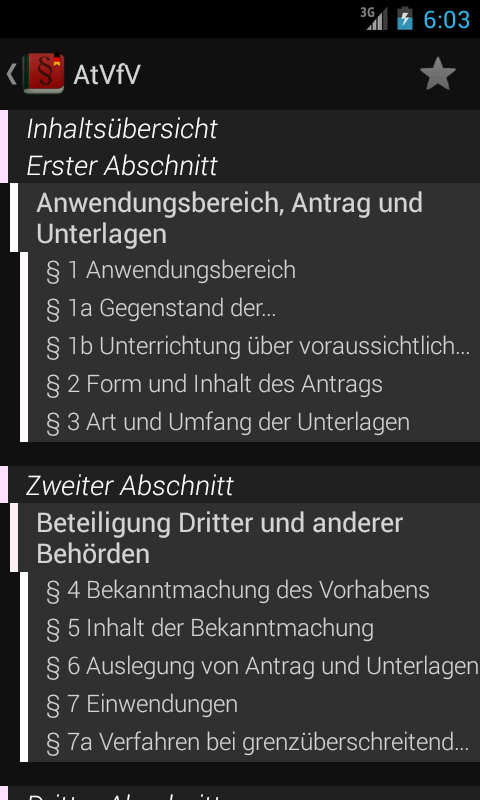 3G 6:03
AtVfV
Inhaltsübersicht
Erster Abschnitt
Anwendungsbereich, Antrag und
Unterlagen
§ 1 Anwendungsbereich
§ 1a Gegenstand der...
§ 1b Unterrichtung über voraussichtlich...
§ 2 Form und Inhalt des Antrags
§ 3 Art und Umfang der Unterlagen
Zweiter Abschnitt
Beteiligung Dritter und anderer
Behörden
§ 4 Bekanntmachung des Vorhabens
§ 5 Inhalt der Bekanntmachung
§ 6 Auslegung von Antrag und Unterlagen
§ 7 Einwendungen
§ 7a Verfahren bei grenzüberschreitend...
Dritter Abschnitt